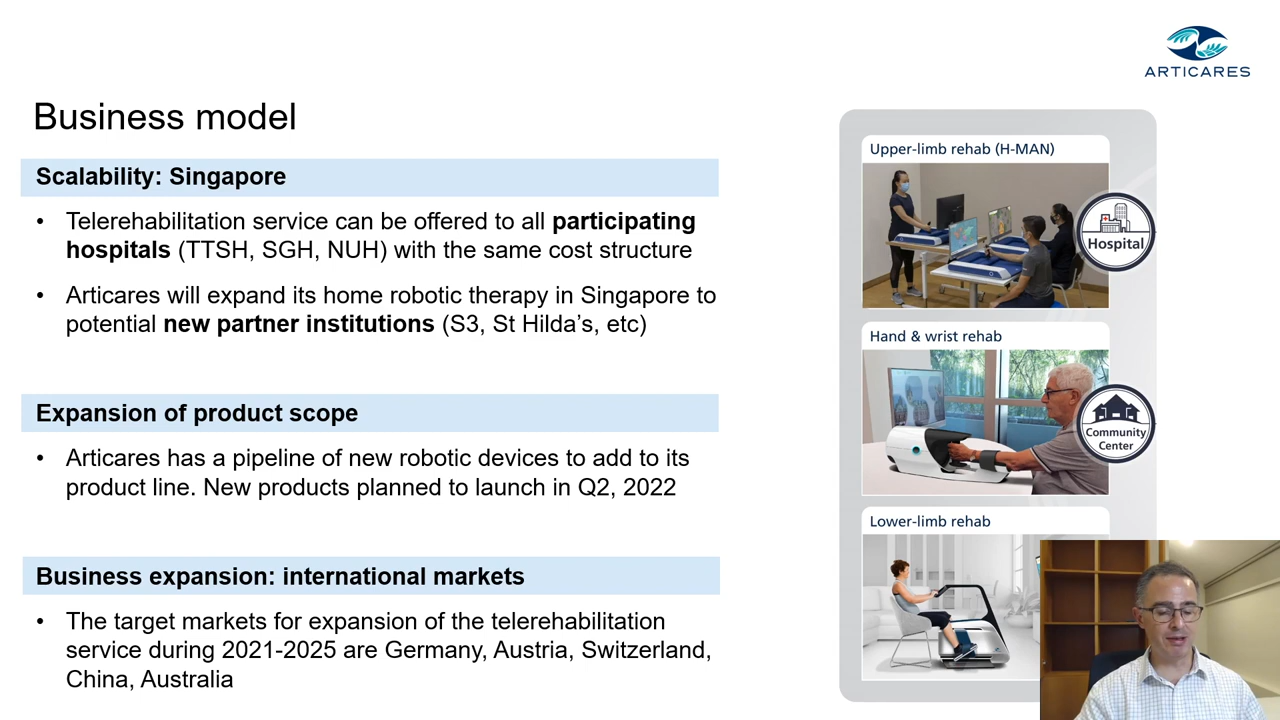 ARTICARES
Business model
Scalability: Singapore
• Telerehabilitation service can be offered to all participating
hospitals (TTSH, SGH, NUH) with the same cost structure
• Articares will expand its home robotic therapy in Singapore to
potential new partner institutions (S3, St Hilda’s, etc)
Expansion of product scope
• Articares has a pipeline of new robotic devices to add to its
product line. New products planned to launch in Q2, 2022
Business expansion: international markets
• The target markets for expansion of the telerehabilitation
service during 2021-2025 are Germany, Austria, Switzerland,
China, Australia
Upper-limb rehab (H-MAN)
Hospital
Hand & wrist rehab
Community
Center
Lower-limb rehab